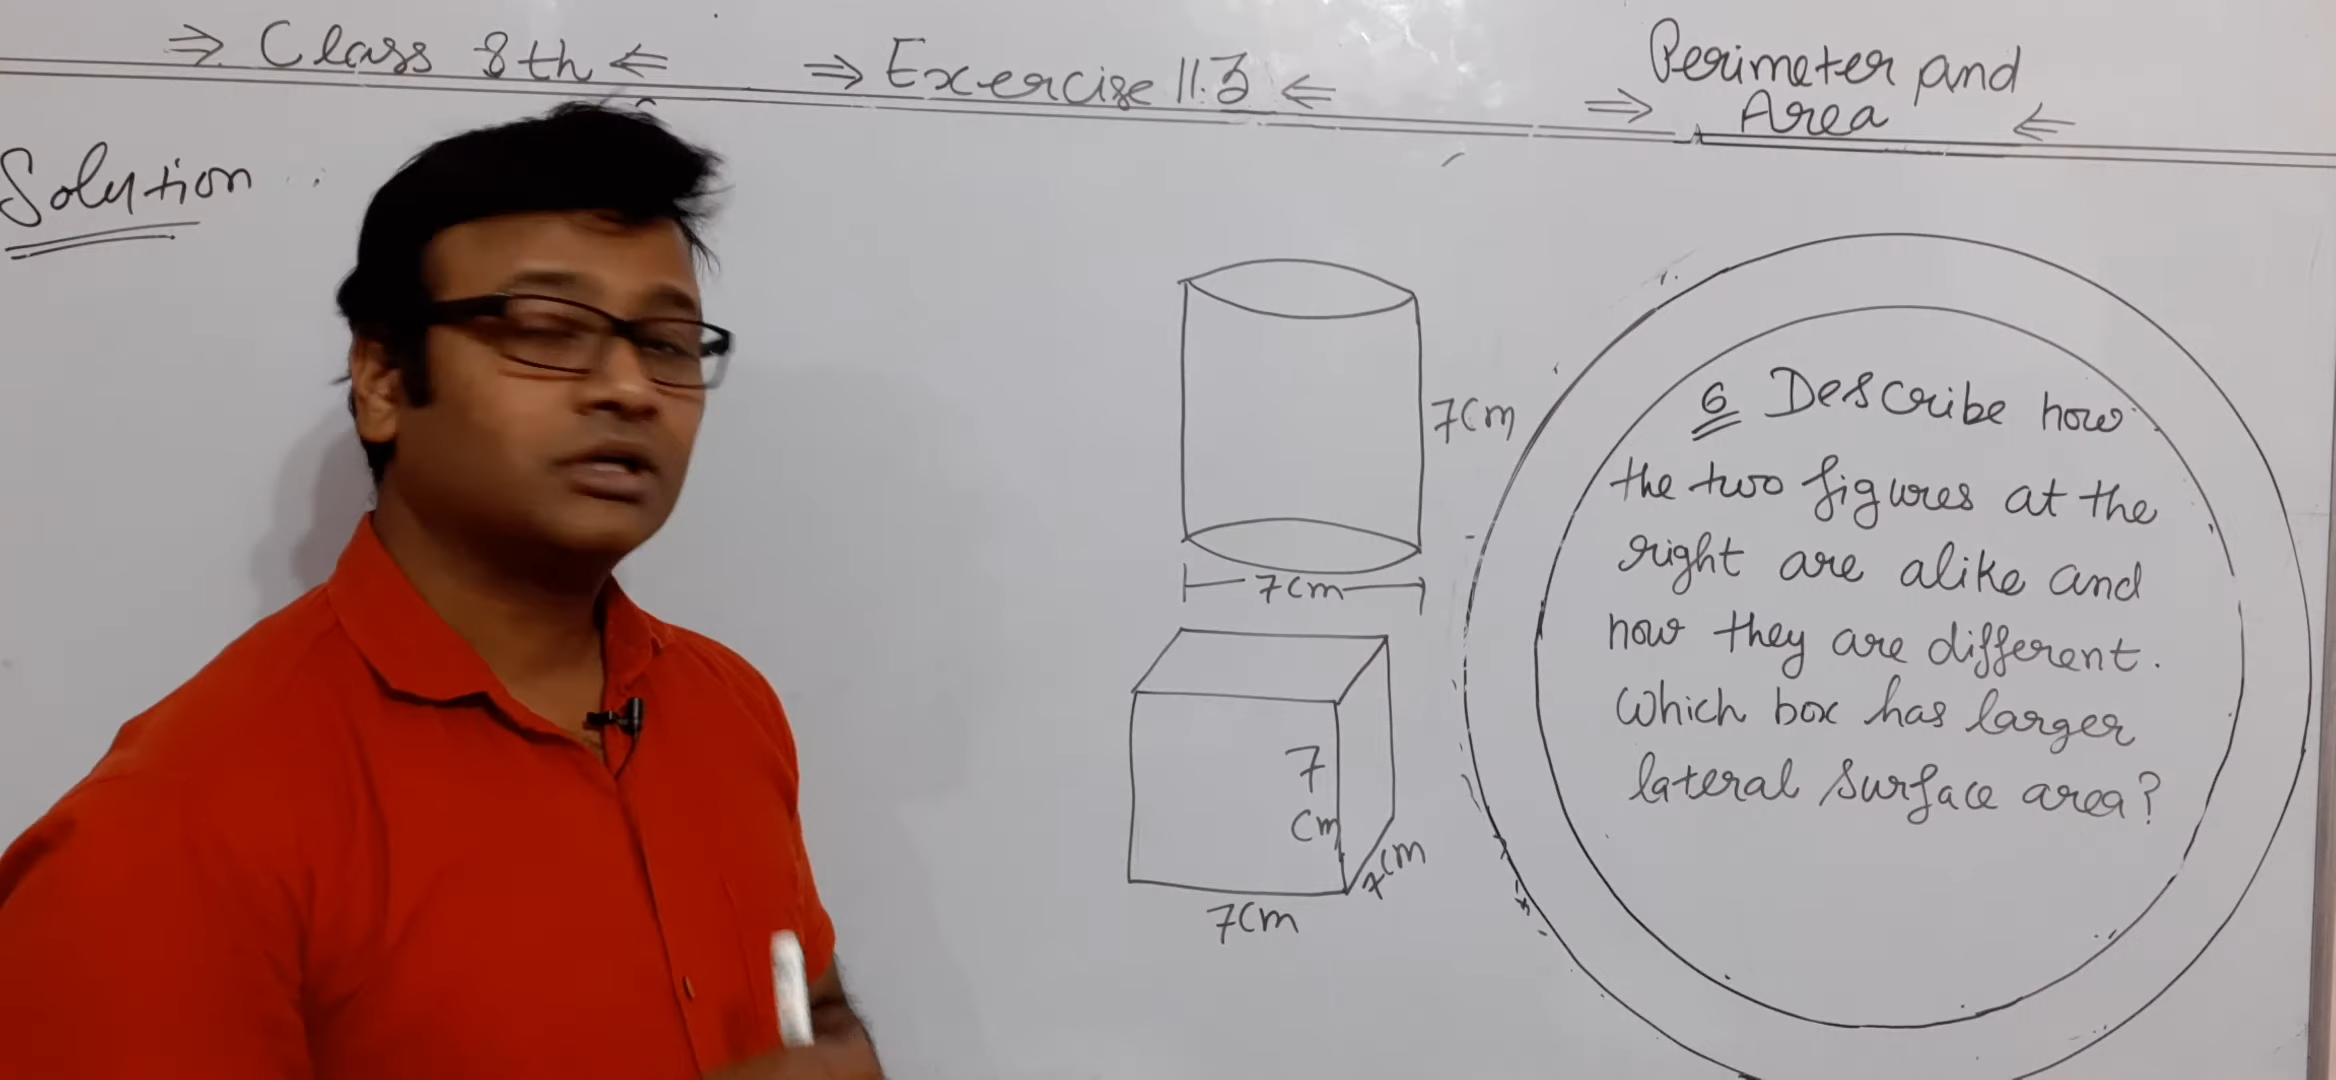 ⇒ Class 8th ⇐
⇒ Exercise 11.3 ⇐
Perimeter and
⇒ Area ⇐
Solution
7cm
7cm
7
cm
7cm
7cm
6 Describe how
the two figures at the
right are alike and
how they are different.
Which box has larger
lateral surface area?